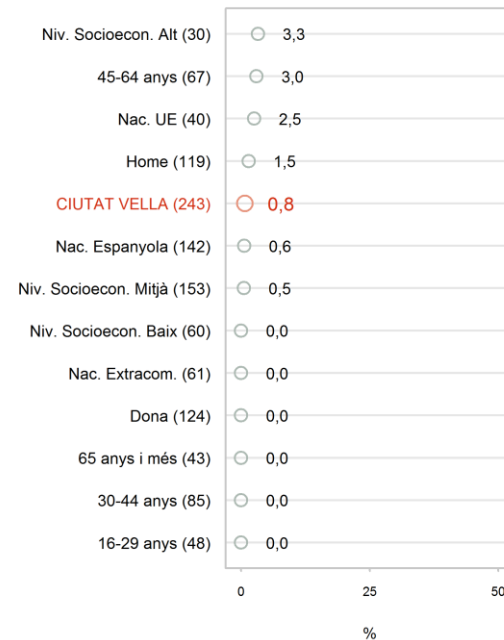 Niv. Socioecon. Alt (30) 3,3
45-64 anys (67) 3,0
Nac. UE (40) 2,5
Home (119) 1,5
CIUTAT VELLA (243) 0,8
Nac. Espanyola (142) 0,6
Niv. Socioecon. Mitjà (153) 0,5
Niv. Socioecon. Baix (60) 0,0
Nac. Extracom. (61) 0,0
Dona (124) 0,0
65 anys i més (43) 0,0
30-44 anys (85) 0,0
16-29 anys (48) 0,0
0 25 50
%